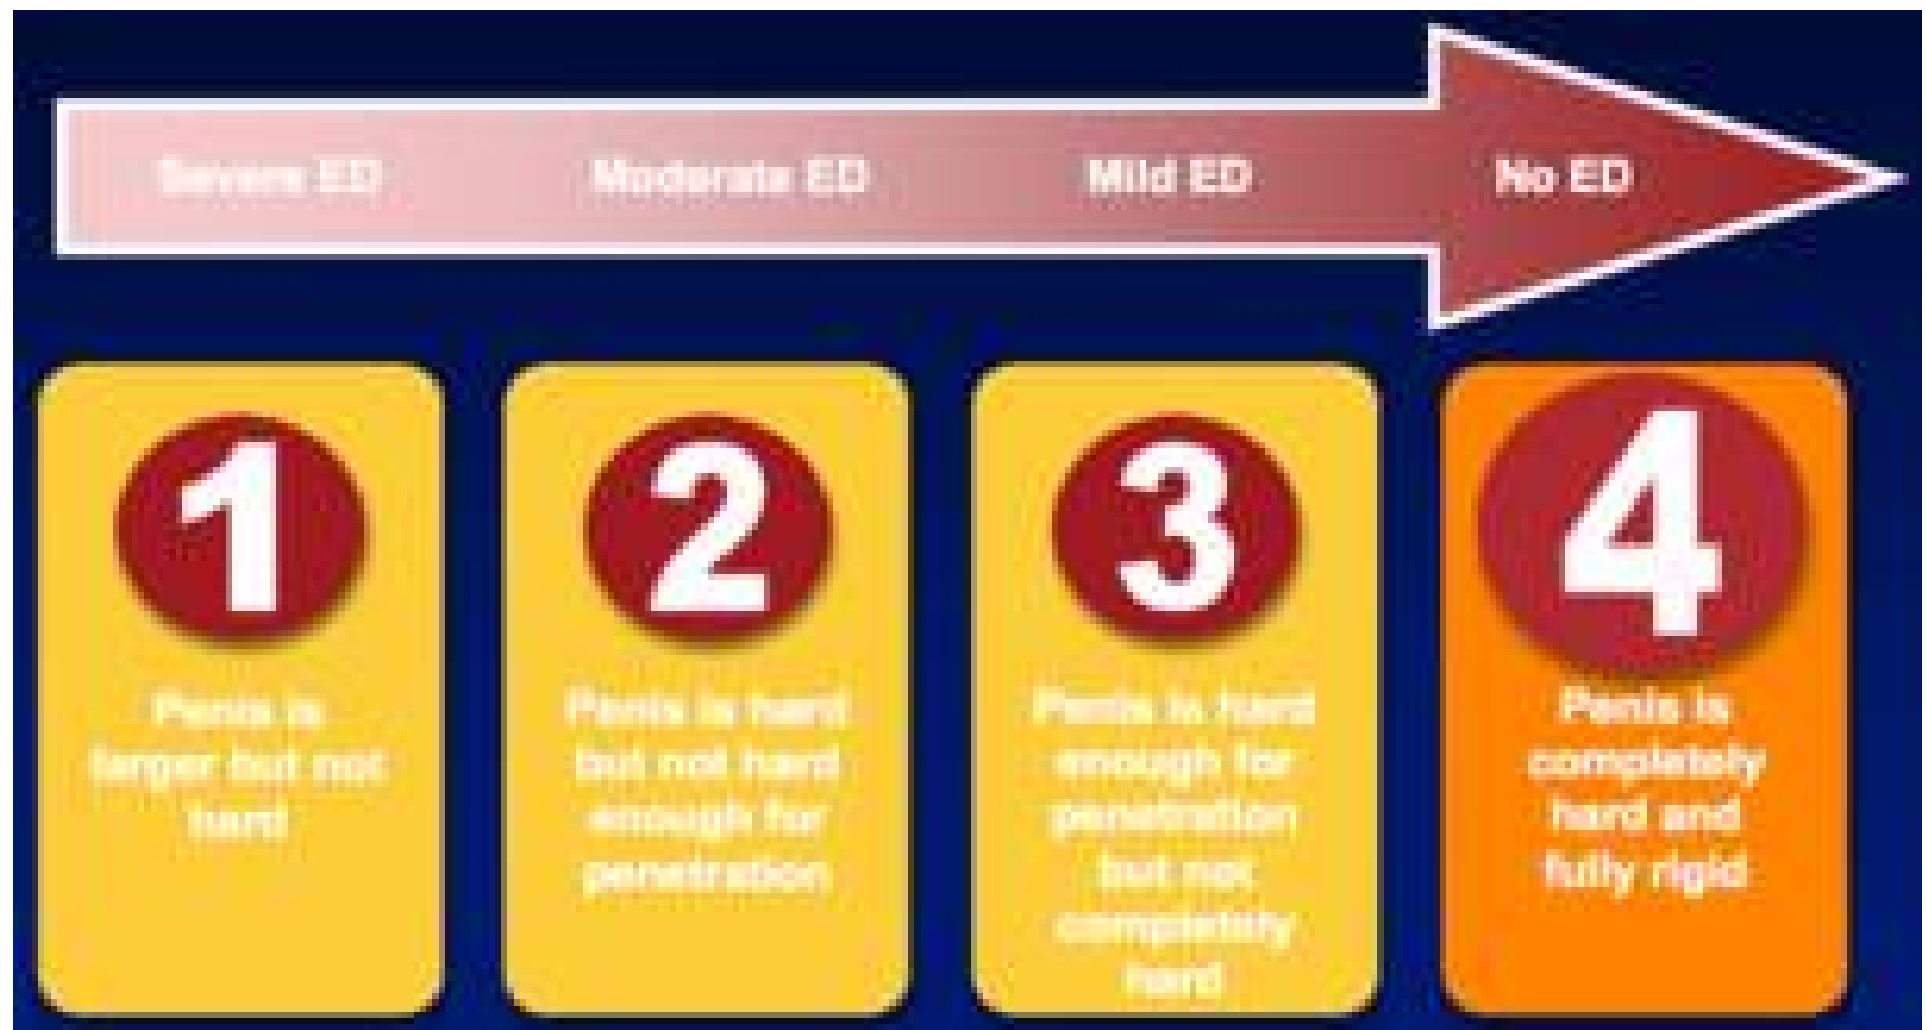 Severe ED Moderate ED Mild ED No ED
1
Penis is
larger but not
hard
2
Penis is hard
but not hard
enough for
penetration
3
Penis is hard
enough for
penetration
but not
completely
hard
4
Penis is
completely
hard and
fully rigid